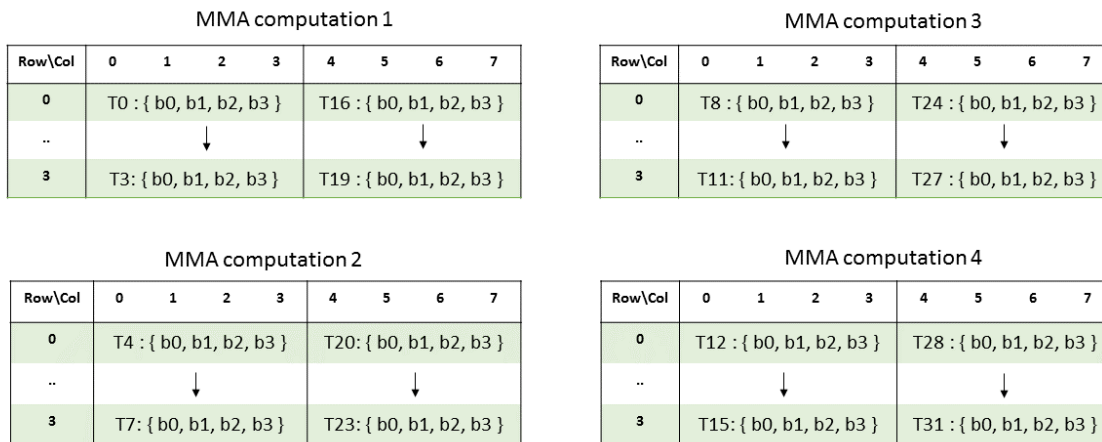 MMA computation 1
Row\Col 0 1 2 3 4 5 6 7
0 T0 : { b0, b1, b2, b3 } T16 : { b0, b1, b2, b3 }
..
3 T3: { b0, b1, b2, b3 } T19 : { b0, b1, b2, b3 }
MMA computation 3
Row\Col 0 1 2 3 4 5 6 7
0 T8 : { b0, b1, b2, b3 } T24 : { b0, b1, b2, b3 }
..
3 T11: { b0, b1, b2, b3 } T27 : { b0, b1, b2, b3 }
MMA computation 2
Row\Col 0 1 2 3 4 5 6 7
0 T4 : { b0, b1, b2, b3 } T20: { b0, b1, b2, b3 }
..
3 T7: { b0, b1, b2, b3 } T23: { b0, b1, b2, b3 }
MMA computation 4
Row\Col 0 1 2 3 4 5 6 7
0 T12 : { b0, b1, b2, b3 } T28 : { b0, b1, b2, b3 }
..
3 T15: { b0, b1, b2, b3 } T31 : { b0, b1, b2, b3 }